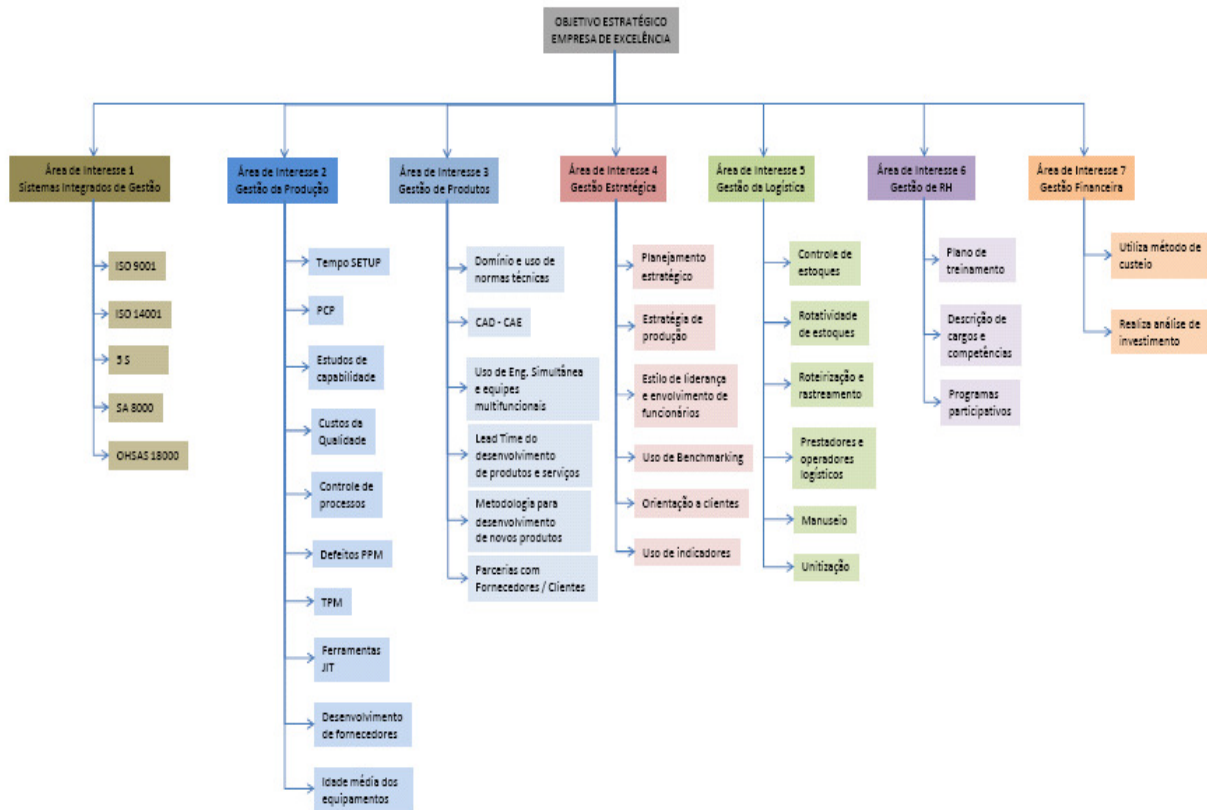 OBJETIVO ESTRATÉGICO
EMPRESA DE EXCELÊNCIA
Área de Interesse 1
Sistemas Integrados de Gestão
ISO 9001
ISO 14001
5 S
SA 8000
OHSAS 18000
Área de Interesse 2
Gestão da Produção
Tempo SETUP
PCP
Estudos de
capabilidade
Custos da
Qualidade
Controle de
processos
Defeitos PPM
TPM
Ferramentas
JIT
Desenvolvimento
de fornecedores
Idade média dos
equipamentos
Área de Interesse 3
Gestão de Produtos
Domínio e uso de
normas técnicas
CAD - CAE
Uso de Eng. Simultânea
e equipes
multifuncionais
Lead Time do
desenvolvimento
de produtos e serviços
Metodologia para
desenvolvimento
de novos produtos
Parcerias com
Fornecedores / Clientes
Área de Interesse 4
Gestão Estratégica
Planejamento
estratégico
Estratégia de
produção
Estilo de liderança
e envolvimento de
funcionários
Uso de Benchmarking
Orientação a clientes
Uso de indicadores
Área de Interesse 5
Gestão da Logística
Controle de
estoques
Rotatividade
de estoques
Roteirização e
rastreamento
Prestadores e
operadores
logísticos
Manuseio
Unitização
Área de Interesse 6
Gestão de RH
Plano de
treinamento
Descrição de
cargos e
competências
Programas
participativos
Área de Interesse 7
Gestão Financeira
Utiliza método de
custeio
Realiza análise de
investimento